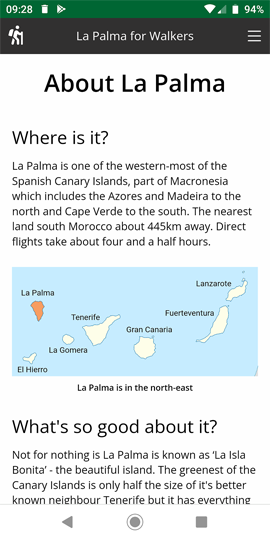 09:28 94%
La Palma for Walkers
About La Palma
Where is it?
La Palma is one of the western-most of the
Spanish Canary Islands, part of Macronesia
which includes the Azores and Madeira to the
north and Cape Verde to the south. The nearest
land south Morocco about 445km away. Direct
flights take about four and a half hours.
Lanzarote
La Palma
Fuerteventura
Tenerife
Gran Canaria
La Gomera
El Hierro
La Palma is in the north-east
What's so good about it?
Not for nothing is La Palma is known as 'La Isla
Bonita' - the beautiful island. The greenest of the
Canary Islands is only half the size of it's better
known neighbour Tenerife but it has everything